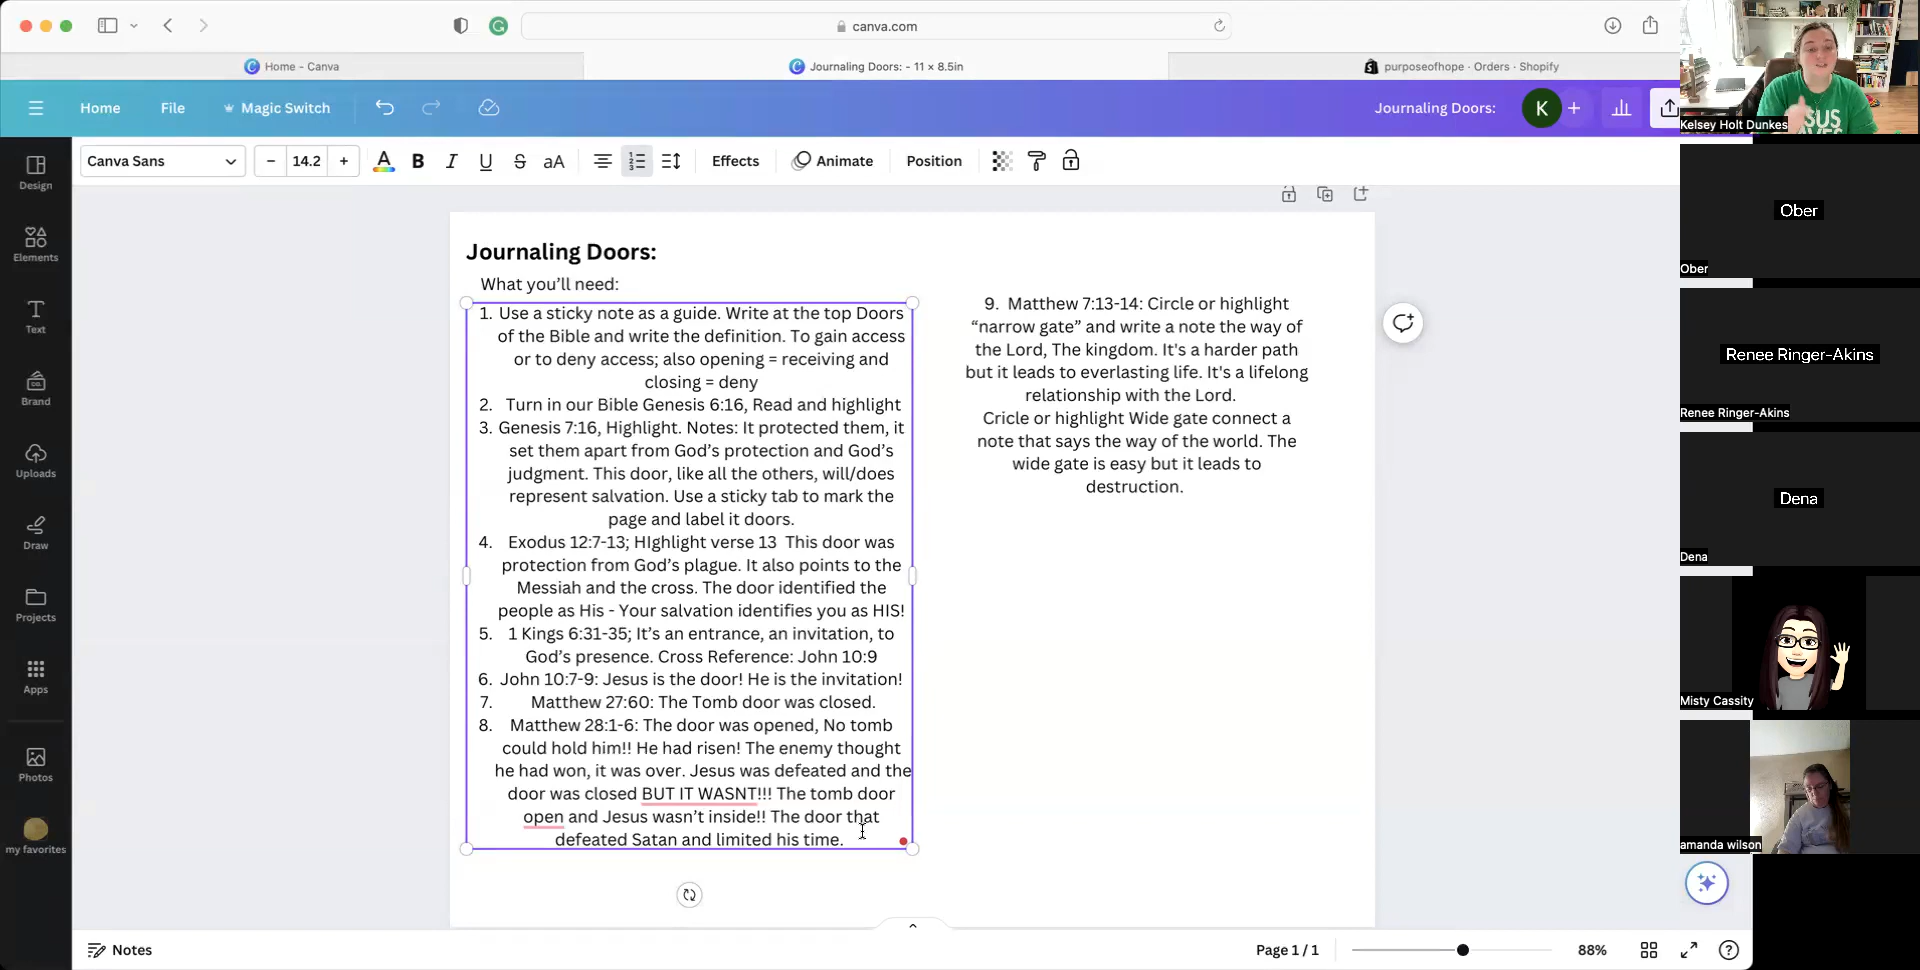 canva.com
Home - Canva
Journaling Doors: - 11 × 8.5in
purposeofhope · Orders · Shopify
Home
File
Magic Switch
Journaling Doors:
K
Canva Sans
14.2
A
B
I
U
S
aA
Effects
Animate
Position
Design
Elements
Text
Brand
Uploads
Draw
Projects
Apps
Photos
my favorites
Journaling Doors:
What you’ll need:
1. Use a sticky note as a guide. Write at the top Doors
of the Bible and write the definition. To gain access
or to deny access; also opening = receiving and
closing = deny
2. Turn in our Bible Genesis 6:16, Read and highlight
3. Genesis 7:16, Highlight. Notes: It protected them, it
set them apart from God’s protection and God’s
judgment. This door, like all the others, will/does
represent salvation. Use a sticky tab to mark the
page and label it doors.
4. Exodus 12:7-13; HIghlight verse 13 This door was
protection from God’s plague. It also points to the
Messiah and the cross. The door identified the
people as His - Your salvation identifies you as HIS!
5. 1 Kings 6:31-35; It’s an entrance, an invitation, to
God’s presence. Cross Reference: John 10:9
6. John 10:7-9: Jesus is the door! He is the invitation!
7. Matthew 27:60: The Tomb door was closed.
8. Matthew 28:1-6: The door was opened, No tomb
could hold him!! He had risen! The enemy thought
he had won, it was over. Jesus was defeated and the
door was closed BUT IT WASNT!!! The tomb door
open and Jesus wasn’t inside!! The door that
defeated Satan and limited his time.
9. Matthew 7:13-14: Circle or highlight
“narrow gate” and write a note the way of
the Lord, The kingdom. It's a harder path
but it leads to everlasting life. It's a lifelong
relationship with the Lord.
Cricle or highlight Wide gate connect a
note that says the way of the world. The
wide gate is easy but it leads to
destruction.
Notes
Page 1 / 1
88%
Kelsey Holt Dunkes
Ober
Ober
Renee Ringer-Akins
Renee Ringer-Akins
Dena
Dena
Misty Cassity
amanda wilson